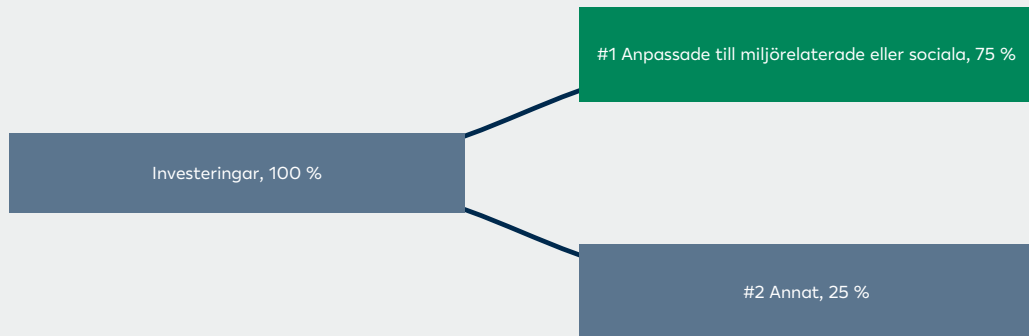 #1 Anpassade till miljörelaterade eller sociala, 75 %
Investeringar, 100 %
#2 Annat, 25 %